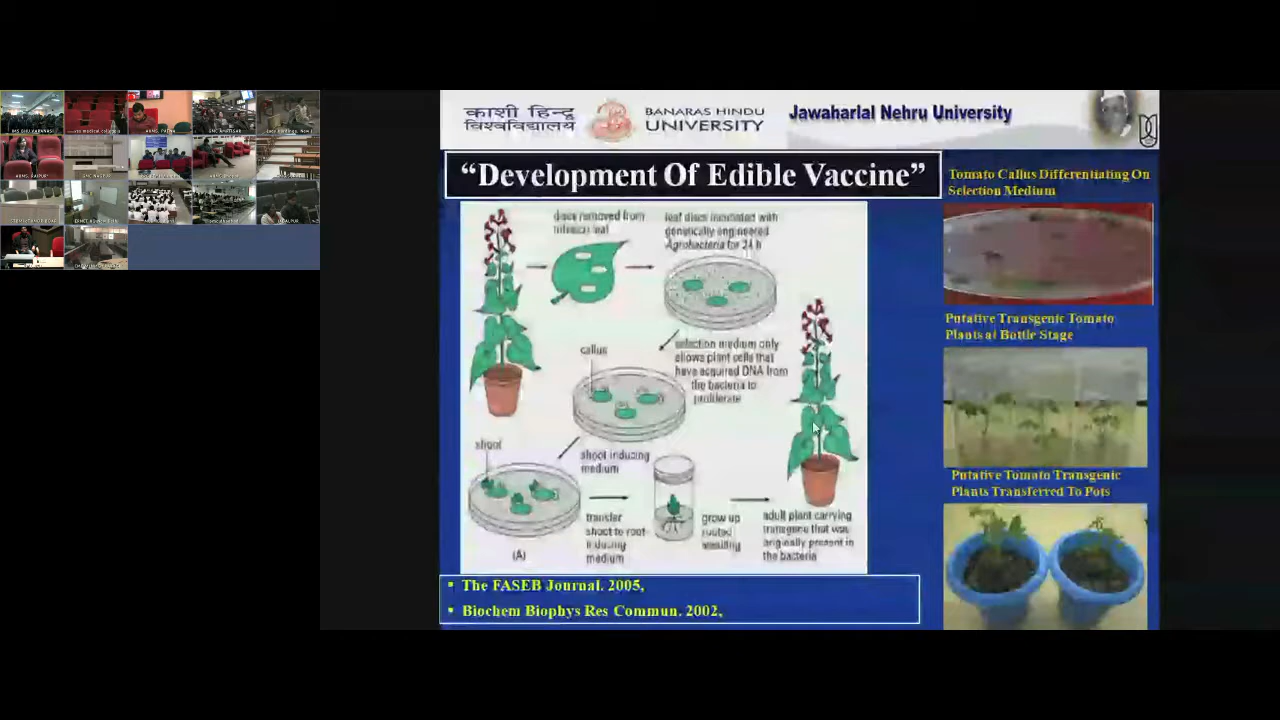 काशी हिन्दू
विश्वविद्यालय
BANARAS HINDU
UNIVERSITY
Jawaharlal Nehru University
“Development Of Edible Vaccine”
Tomato Callus Differentiating On
Selection Medium
discs removed from
tobacco leaf
leaf discs incubated with
genetically engineered
Agrobacteria for 24 h
Putative Transgenic Tomato
Plants at Bottle Stage
callus
selection medium only
allows plant cells that
have acquired DNA from
the bacteria to
proliferate
shoot
shoot inducing
medium
Putative Tomato Transgenic
Plants Transferred To Pots
transfer
shoot to root
inducing
medium
grow up
rooted
seedling
adult plant carrying
transgene that was
originally present in
the bacteria
(A)
▪ The FASEB Journal. 2005,
▪ Biochem Biophys Res Commun. 2002,